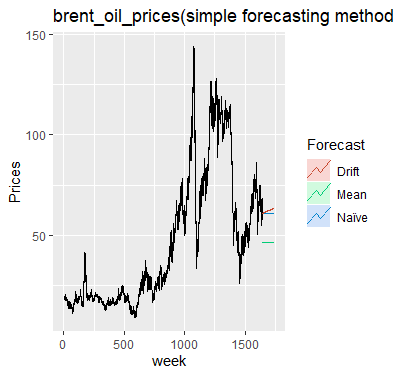 brent_oil_prices(simple forecasting method
150
100
50
Prices
0
500
1000
1500
week
Forecast
Drift
Mean
Naïve